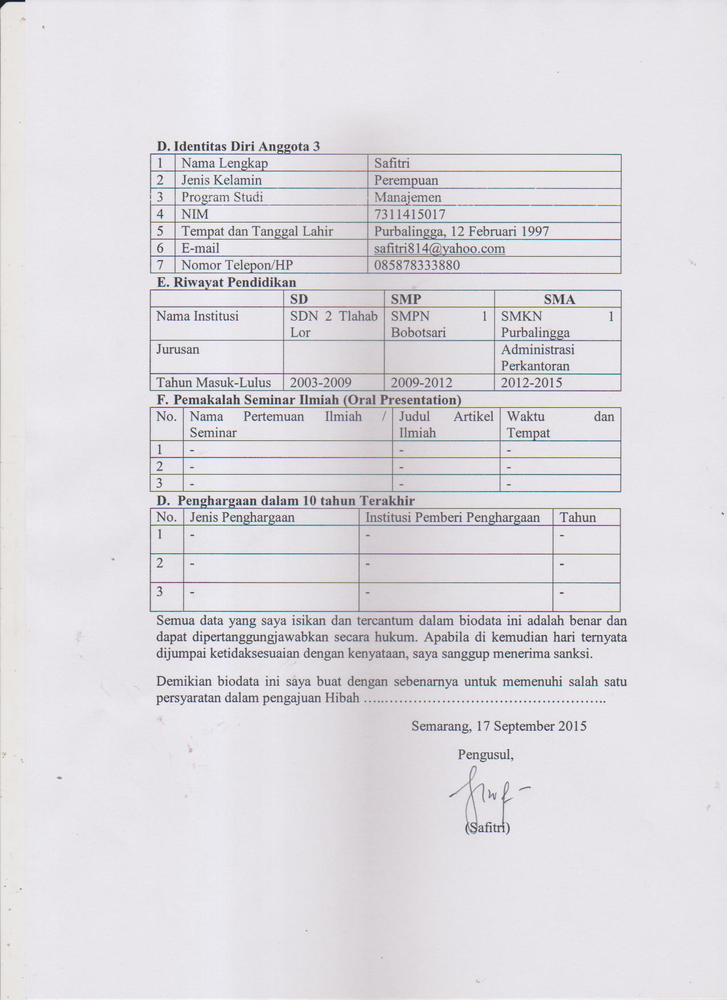 D. Identitas Diri Anggota 3
1 Nama Lengkap Safitri
2 Jenis Kelamin Perempuan
3 Program Studi Manajemen
4 NIM 7311415017
5 Tempat dan Tanggal Lahir Purbalingga, 12 Februari 1997
6 E-mail safitri814@yahoo.com
7 Nomor Telepon/HP 085878333880
E. Riwayat Pendidikan
SD SMP SMA
Nama Institusi SDN 2 Tlahab SMPN 1 SMKN 1
Lor Bobotsari Purbalingga
Jurusan Administrasi
Perkantoran
Tahun Masuk-Lulus 2003-2009 2009-2012 2012-2015
F. Pemakalah Seminar Ilmiah (Oral Presentation)
No. Nama Pertemuan Ilmiah / Judul Artikel Waktu dan
Seminar Ilmiah Tempat
1 - - -
2 - - -
3 - - -
D. Penghargaan dalam 10 tahun Terakhir
No. Jenis Penghargaan Institusi Pemberi Penghargaan Tahun
1 - - -
2 - - -
3 - - -
Semua data yang saya isikan dan tercantum dalam biodata ini adalah benar dan
dapat dipertanggungjawabkan secara hukum. Apabila di kemudian hari ternyata
dijumpai ketidaksesuaian dengan kenyataan, saya sanggup menerima sanksi.
Demikian biodata ini saya buat dengan sebenarnya untuk memenuhi salah satu
persyaratan dalam pengajuan Hibah ……………………………………………..
Semarang, 17 September 2015
Pengusul,
(Safitri)